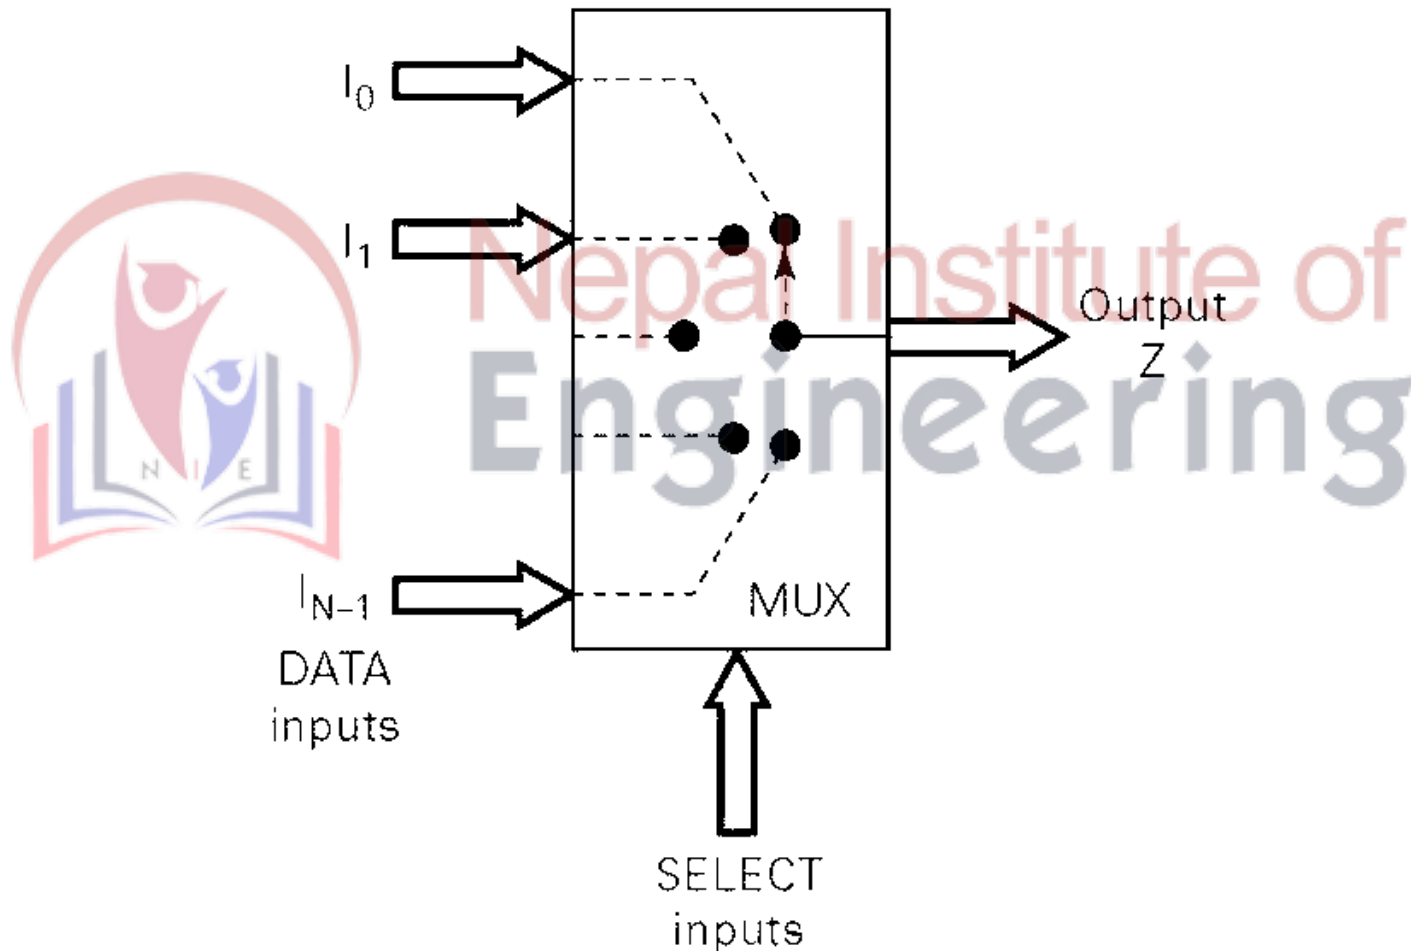 I0
I1
Nepal Institute of
Engineering
Output
Z
N I E
IN-1
DATA
inputs
MUX
SELECT
inputs